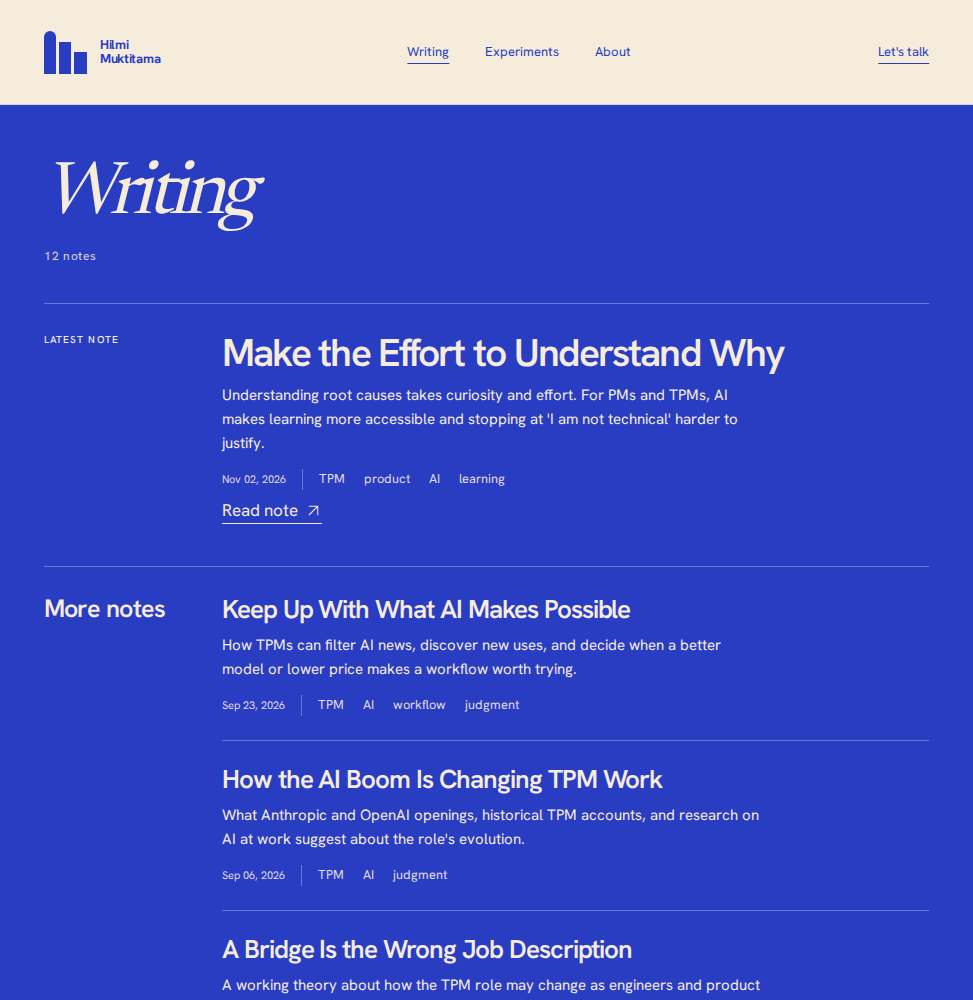 Hilmi
Muktitama
Writing
Experiments
About
Let's talk
Writing
12 notes
LATEST NOTE
Make the Effort to Understand Why
Understanding root causes takes curiosity and effort. For PMs and TPMs, AI
makes learning more accessible and stopping at 'I am not technical' harder to
justify.
Nov 02, 2026
TPM product AI learning
Read note
More notes
Keep Up With What AI Makes Possible
How TPMs can filter AI news, discover new uses, and decide when a better
model or lower price makes a workflow worth trying.
Sep 23, 2026
TPM AI workflow judgment
How the AI Boom Is Changing TPM Work
What Anthropic and OpenAI openings, historical TPM accounts, and research on
AI at work suggest about the role's evolution.
Sep 06, 2026
TPM AI judgment
A Bridge Is the Wrong Job Description
A working theory about how the TPM role may change as engineers and product